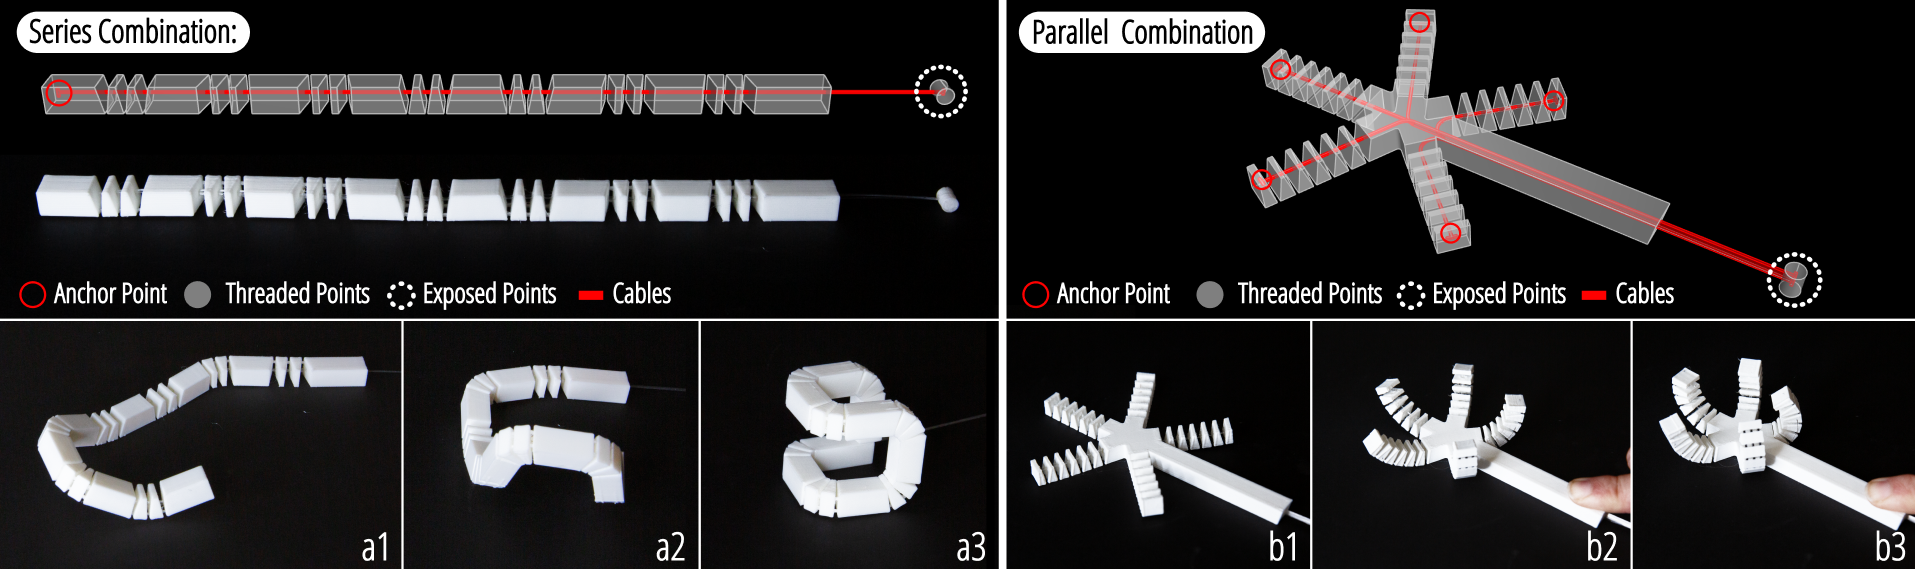 Series Combination:
Anchor Point Threaded Points Exposed Points Cables
a1 a2 a3
Parallel Combination
Anchor Point Threaded Points Exposed Points Cables
b1 b2 b3